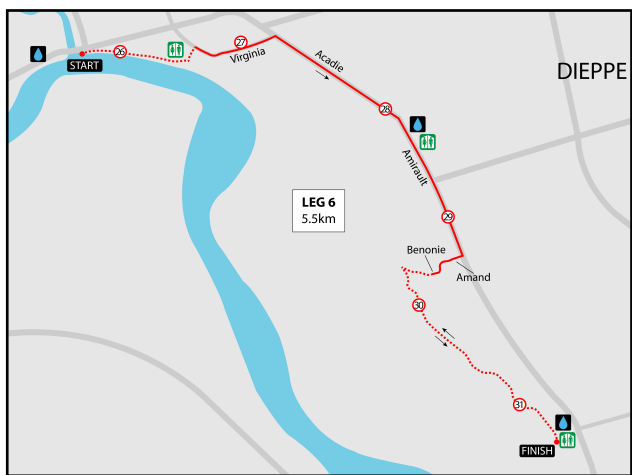 START
26
27
Virginia
Acadie
DIEPPE
28
Amirault
LEG 6
5.5km
29
Benonie
Amand
30
31
FINISH